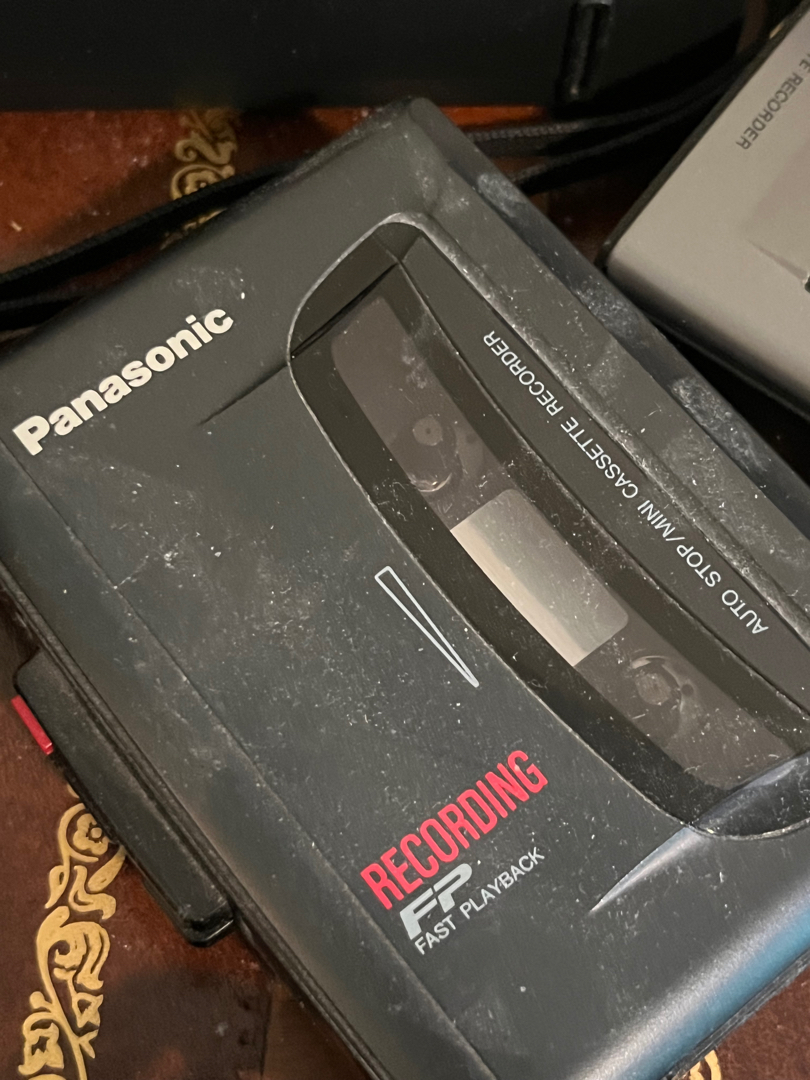 Panasonic
AUTO STOP/MINI CASSETTE RECORDER
RECORDING
FP
FAST PLAYBACK
RECORDER